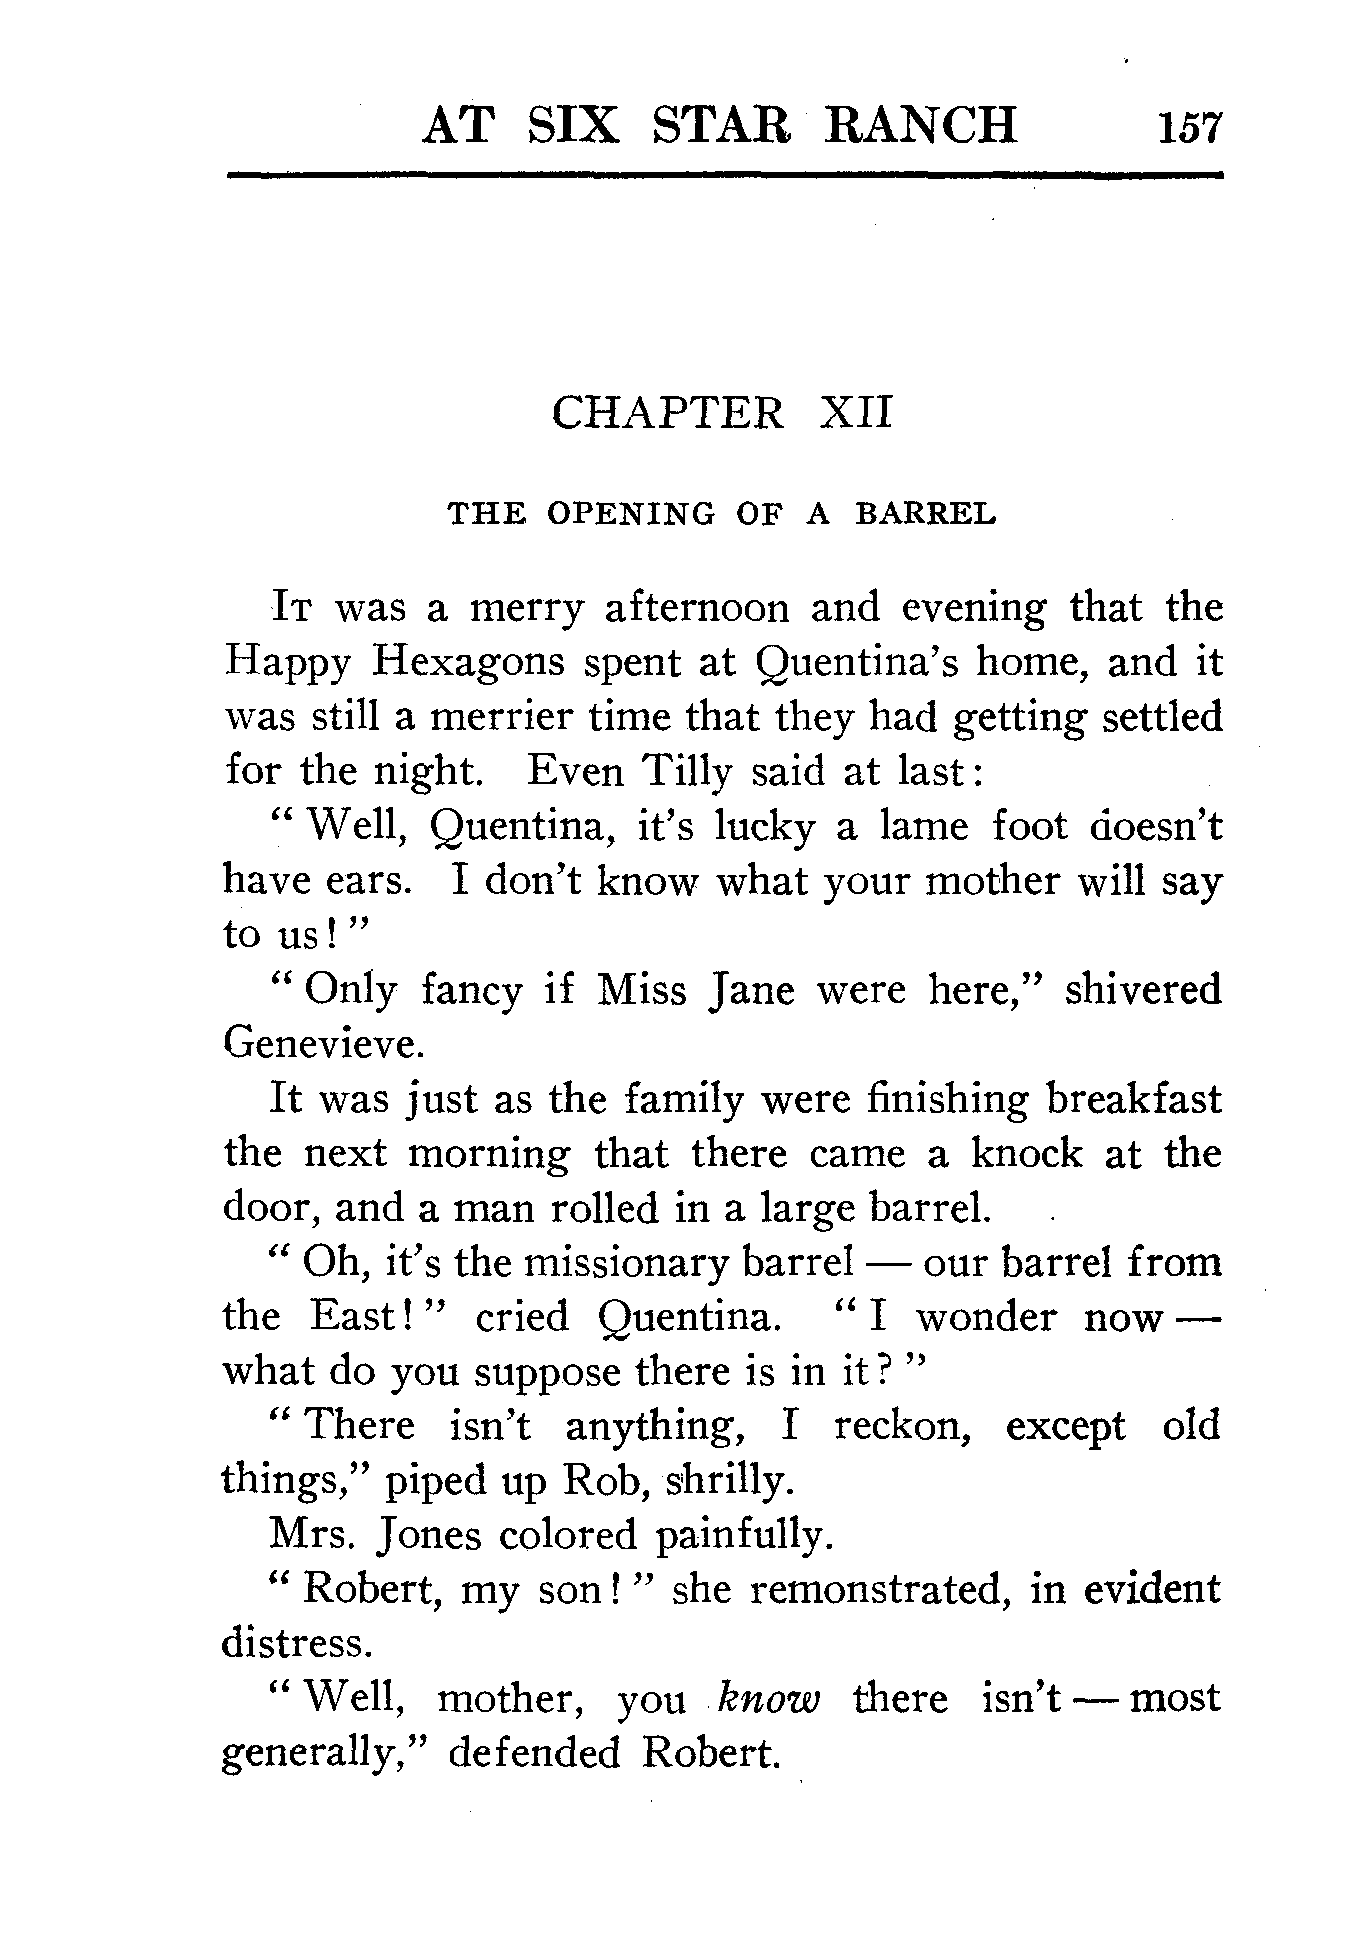 AT SIX STAR RANCH 157
CHAPTER XII
THE OPENING OF A BARREL
IT was a merry afternoon and evening that the
Happy Hexagons spent at Quentina's home, and it
was still a merrier time that they had getting settled
for the night. Even Tilly said at last:
" Well, Quentina, it's lucky a lame foot doesn't
have ears. I don't know what your mother will say
to us! "
" Only fancy if Miss Jane were here," shivered
Genevieve.
It was just as the family were finishing breakfast
the next morning that there came a knock at the
door, and a man rolled in a large barrel.
" Oh, it's the missionary barrel — our barrel from
the East! " cried Quentina. " I wonder now —
what do you suppose there is in it? "
" There isn't anything, I reckon, except old
things," piped up Rob, shrilly.
Mrs. Jones colored painfully.
" Robert, my son! " she remonstrated, in evident
distress.
" Well, mother, you know there isn't — most
generally," defended Robert.